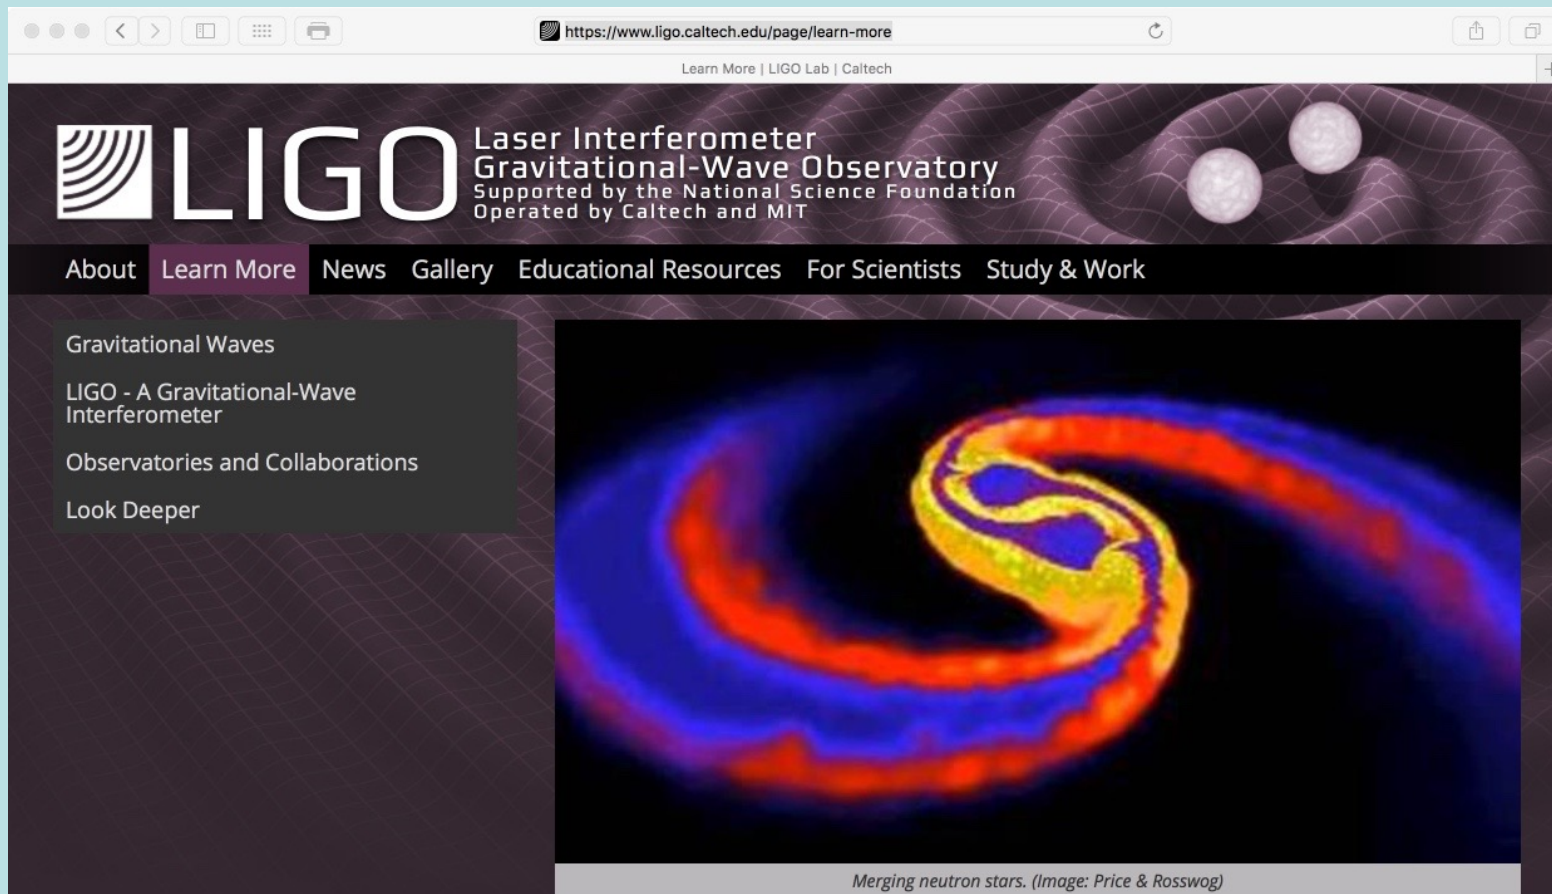 https://www.ligo.caltech.edu/page/learn-more
Learn More | LIGO Lab | Caltech
LIGO
Laser Interferometer
Gravitational-Wave Observatory
Supported by the National Science Foundation
Operated by Caltech and MIT
About Learn More News Gallery Educational Resources For Scientists Study & Work
Gravitational Waves
LIGO - A Gravitational-Wave
Interferometer
Observatories and Collaborations
Look Deeper
Merging neutron stars. (Image: Price & Rosswog)